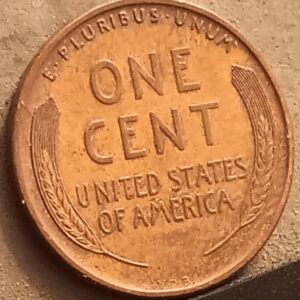 E · PLURIBUS · UNUM
ONE
CENT
UNITED STATES
OF AMERICA